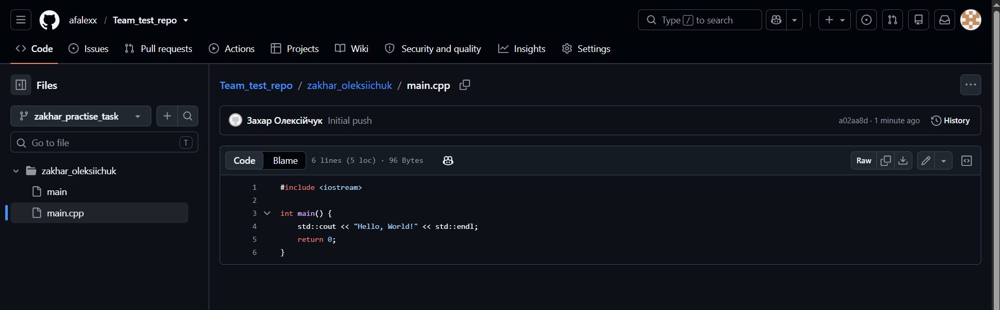 afalexx / Team_test_repo
Type / to search
Code Issues Pull requests Actions Projects Wiki Security and quality Insights Settings
Files
zakhar_practise_task
Go to file T
zakhar_oleksiichuk
main
main.cpp
Team_test_repo / zakhar_oleksiichuk / main.cpp
Захар Олексійчук Initial push a02aa8d · 1 minute ago History
Code Blame 6 lines (5 loc) · 96 Bytes Raw
1 #include <iostream>
2
3 int main() {
4 std::cout << "Hello, World!" << std::endl;
5 return 0;
6 }